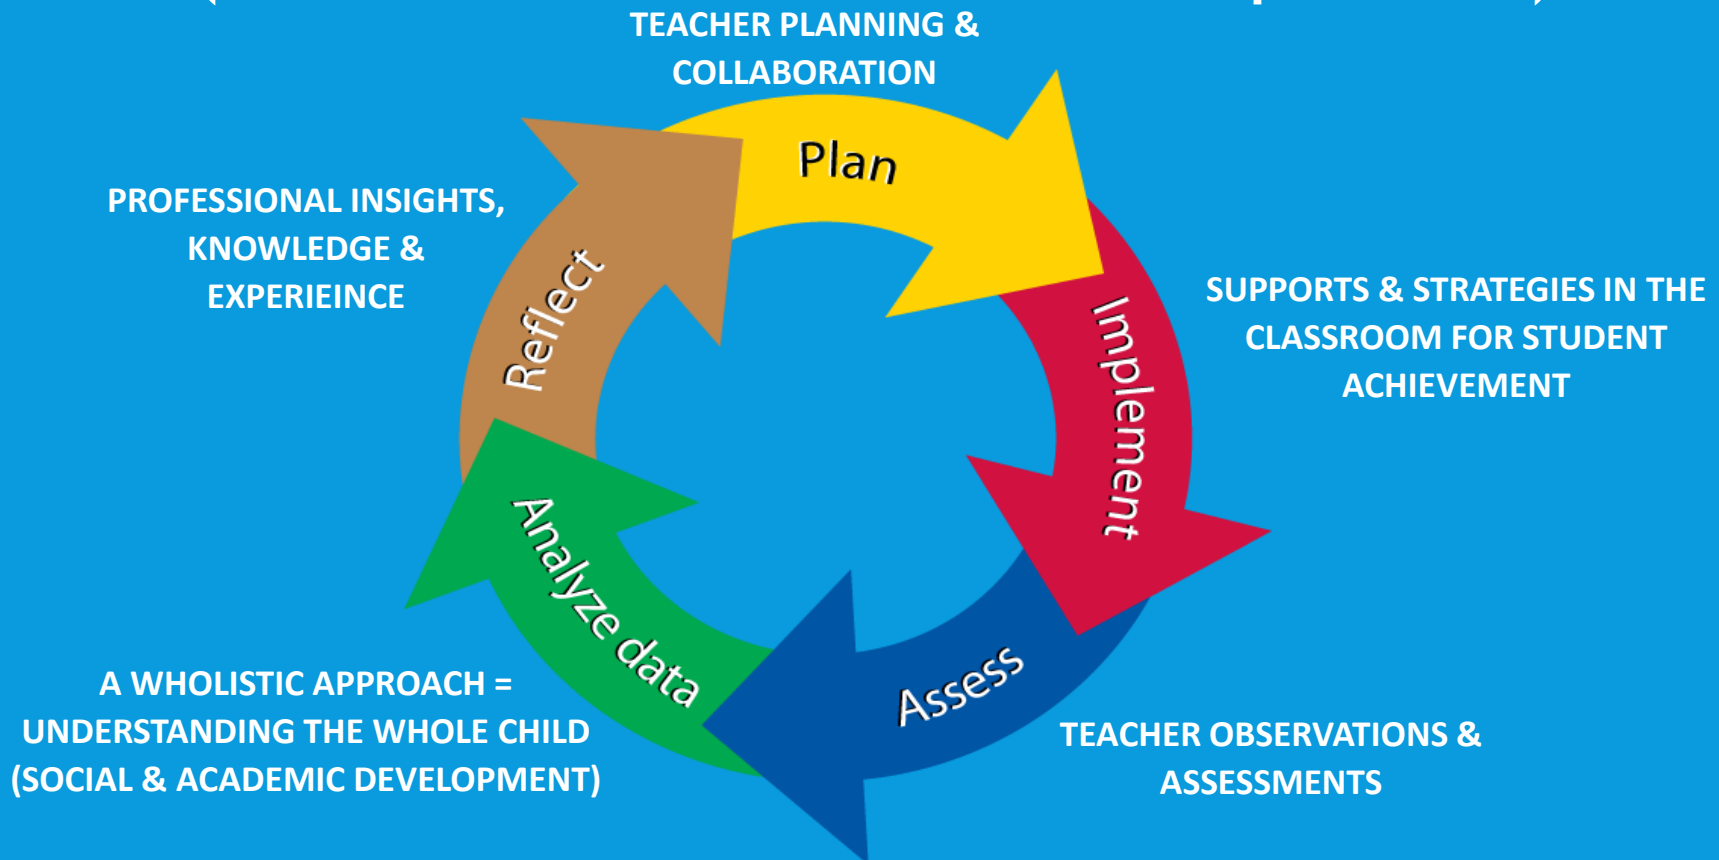 TEACHER PLANNING &
COLLABORATION
Plan
PROFESSIONAL INSIGHTS,
KNOWLEDGE &
EXPERIEINCE
Reflect
Implement
SUPPORTS & STRATEGIES IN THE
CLASSROOM FOR STUDENT
ACHIEVEMENT
Analyze data
Assess
A WHOLISTIC APPROACH =
UNDERSTANDING THE WHOLE CHILD
(SOCIAL & ACADEMIC DEVELOPMENT)
TEACHER OBSERVATIONS &
ASSESSMENTS